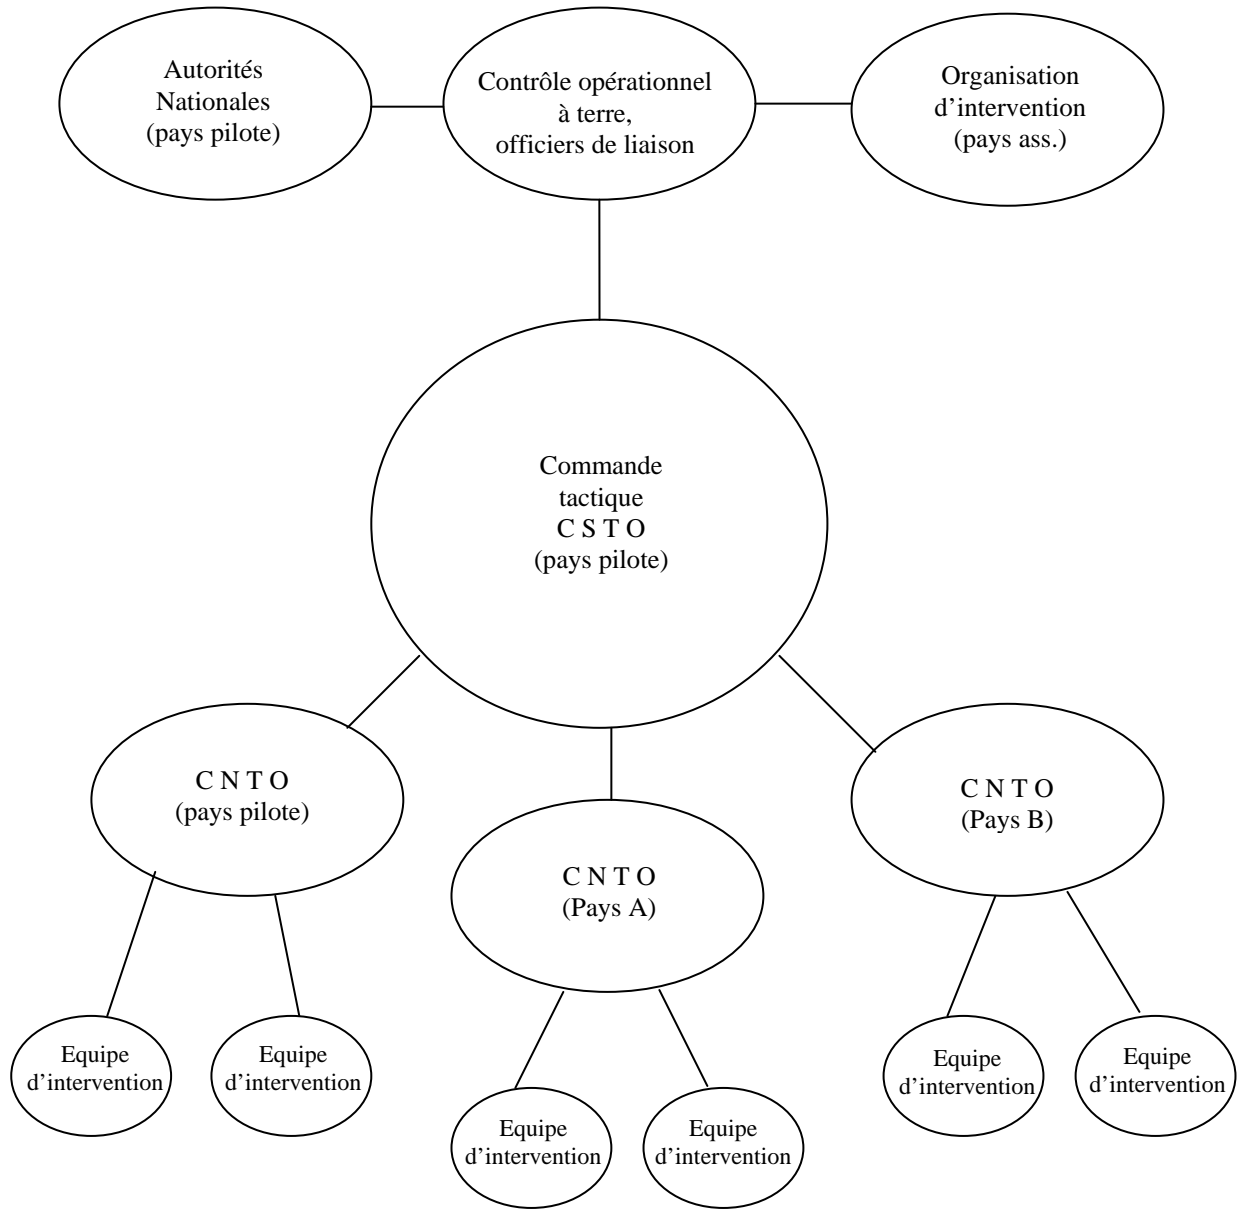 Autorités
Nationales
(pays pilote)
Contrôle opérationnel
à terre,
officiers de liaison
Organisation
d’intervention
(pays ass.)
Commande
tactique
C S T O
(pays pilote)
C N T O
(pays pilote)
C N T O
(Pays A)
C N T O
(Pays B)
Equipe
d’intervention
Equipe
d’intervention
Equipe
d’intervention
Equipe
d’intervention
Equipe
d’intervention
Equipe
d’intervention